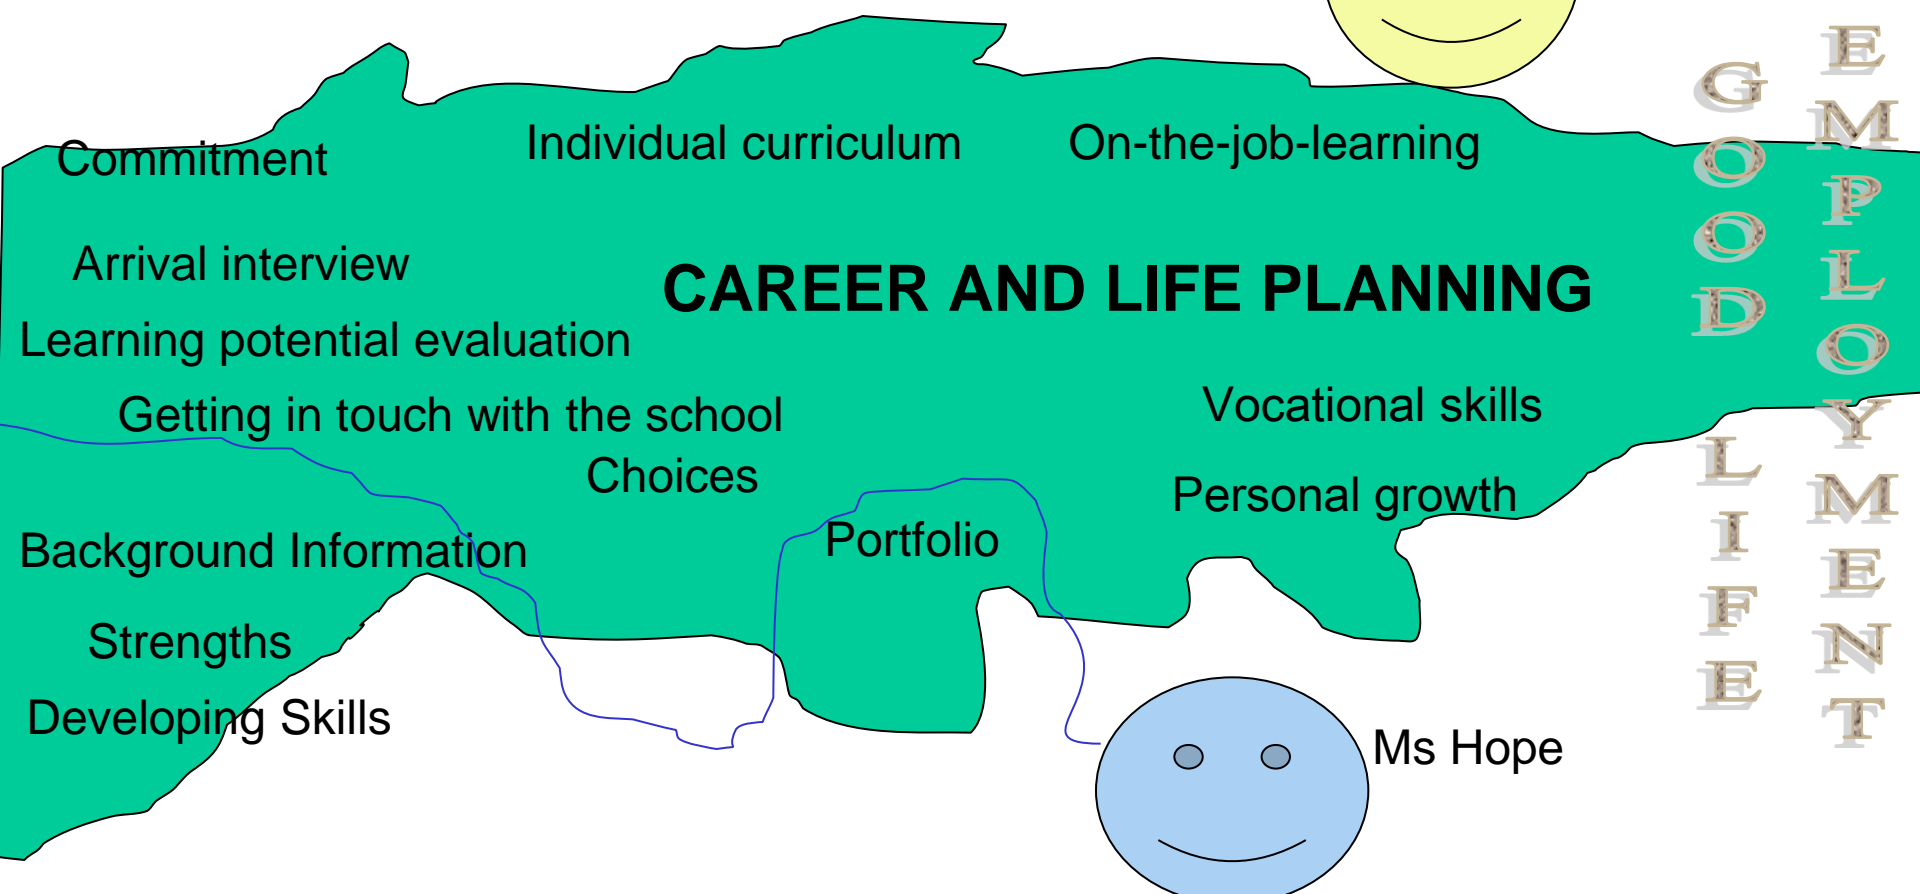 Commitment
Individual curriculum
On-the-job-learning
Arrival interview
CAREER AND LIFE PLANNING
Learning potential evaluation
Getting in touch with the school
Vocational skills
Choices
Personal growth
Portfolio
Background Information
Strengths
Developing Skills
Ms Hope
GOOD LIFE
EMPLOYMENT